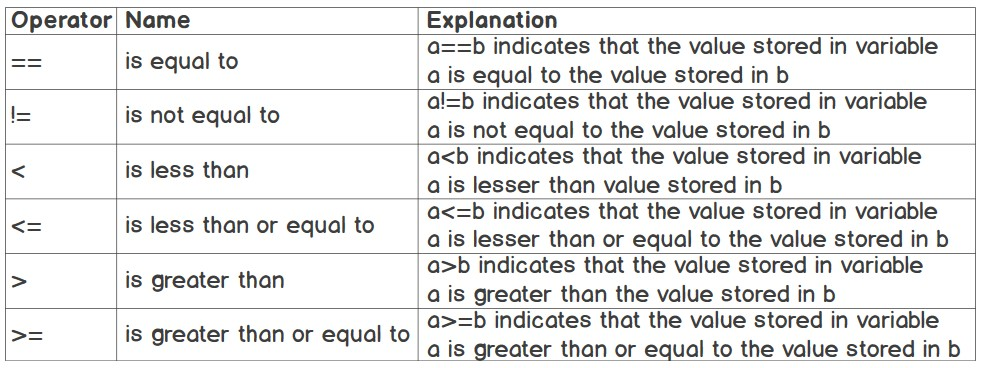 Operator Name Explanation
== is equal to a==b indicates that the value stored in variable
a is equal to the value stored in b
!= is not equal to a!=b indicates that the value stored in variable
a is not equal to the value stored in b
< is less than a<b indicates that the value stored in variable
a is lesser than value stored in b
<= is less than or equal to a<=b indicates that the value stored in variable
a is lesser than or equal to the value stored in b
> is greater than a>b indicates that the value stored in variable
a is greater than the value stored in b
>= is greater than or equal to a>=b indicates that the value stored in variable
a is greater than or equal to the value stored in b